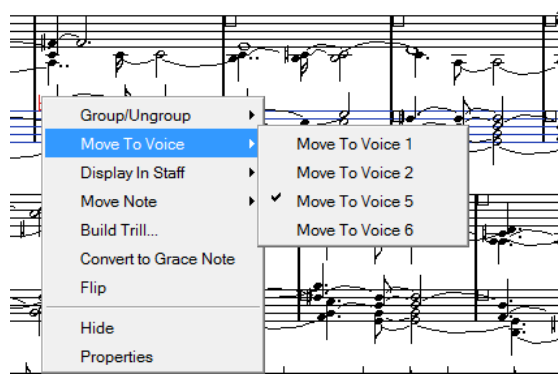 Group/Ungroup
Move To Voice
Display In Staff
Move Note
Build Trill...
Convert to Grace Note
Flip
Hide
Properties
Move To Voice 1
Move To Voice 2
Move To Voice 5
Move To Voice 6